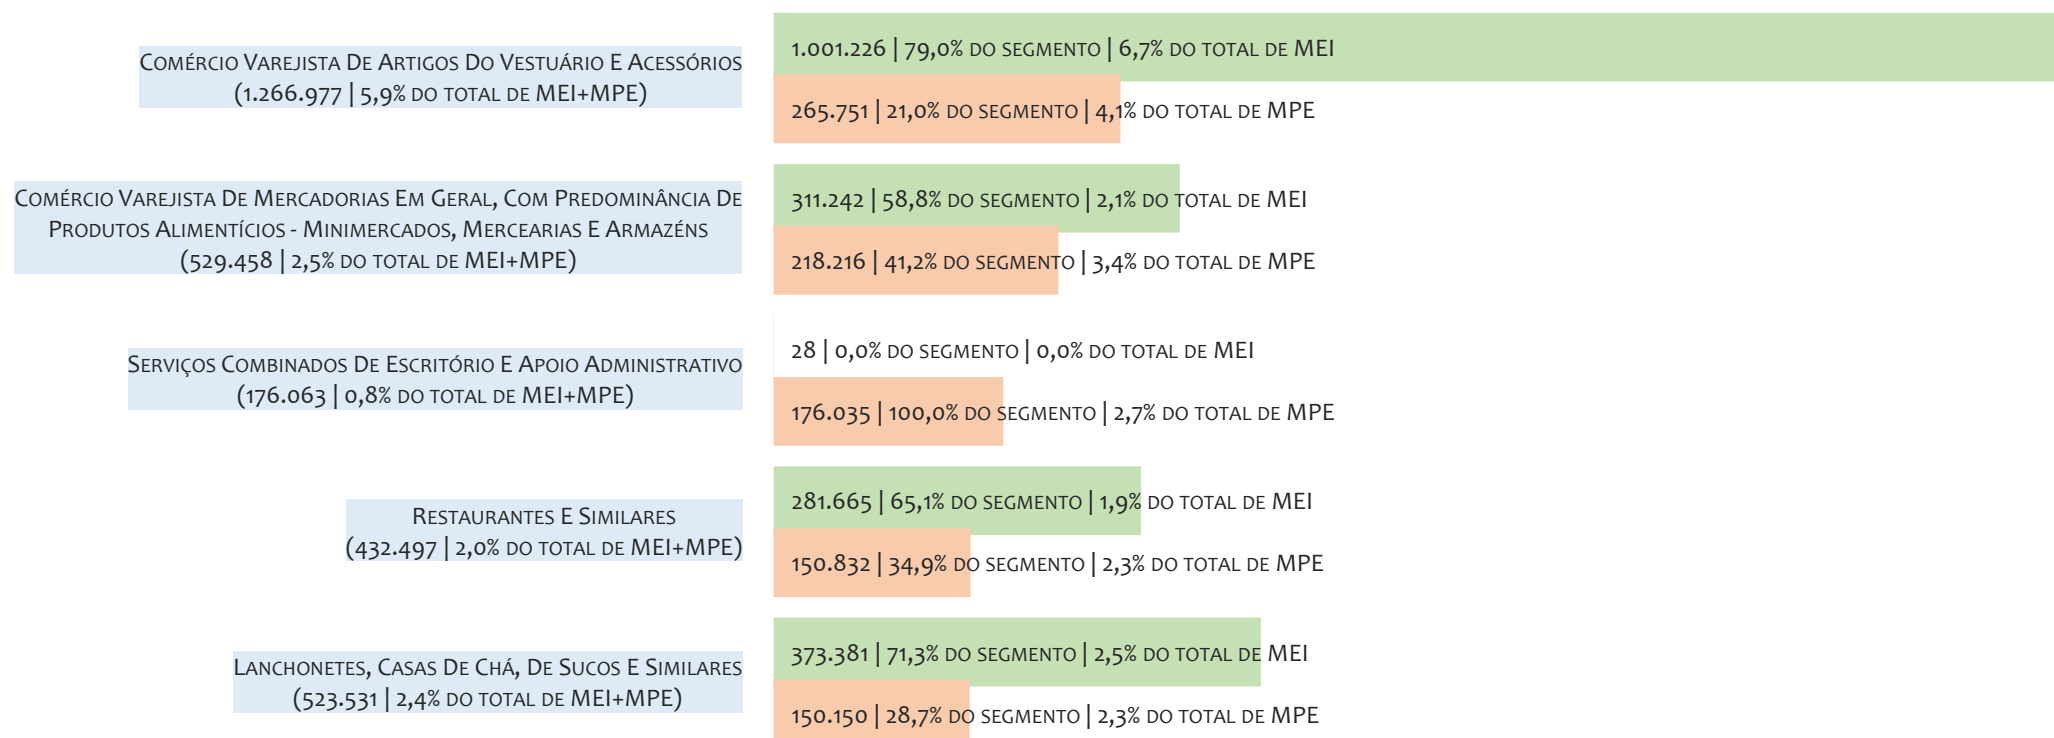 Comércio Varejista De Artigos Do Vestuário E Acessórios
(1.266.977 | 5,9% do total de MEI+MPE)
1.001.226 | 79,0% do segmento | 6,7% do total de MEI
265.751 | 21,0% do segmento | 4,1% do total de MPE
Comércio Varejista De Mercadorias Em Geral, Com Predominância De
Produtos Alimentícios - Minimercados, Mercearias E Armazéns
(529.458 | 2,5% do total de MEI+MPE)
311.242 | 58,8% do segmento | 2,1% do total de MEI
218.216 | 41,2% do segmento | 3,4% do total de MPE
Serviços Combinados De Escritório E Apoio Administrativo
(176.063 | 0,8% do total de MEI+MPE)
28 | 0,0% do segmento | 0,0% do total de MEI
176.035 | 100,0% do segmento | 2,7% do total de MPE
Restaurantes E Similares
(432.497 | 2,0% do total de MEI+MPE)
281.665 | 65,1% do segmento | 1,9% do total de MEI
150.832 | 34,9% do segmento | 2,3% do total de MPE
Lanchonetes, Casas De Chá, De Sucos E Similares
(523.531 | 2,4% do total de MEI+MPE)
373.381 | 71,3% do segmento | 2,5% do total de MEI
150.150 | 28,7% do segmento | 2,3% do total de MPE